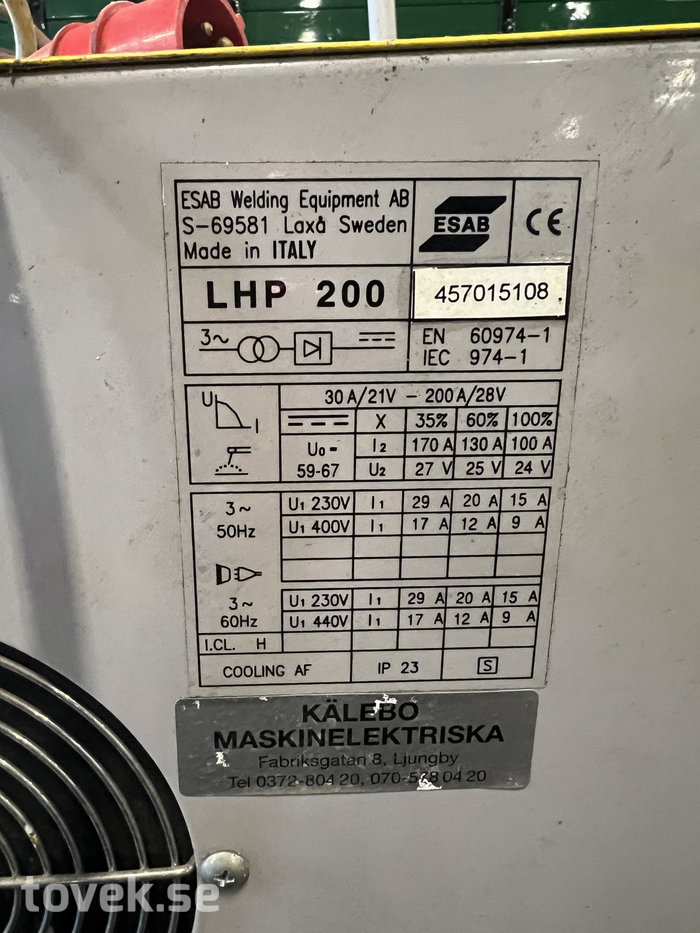 ESAB Welding Equipment AB
S-69581 Laxå Sweden
Made in ITALY
ESAB
CE
LHP 200
457015108
3~
EN 60974-1
IEC 974-1
U
I
30 A/21V - 200 A/28V
X 35% 60% 100%
U0 = 59-67
I2 170 A 130 A 100 A
U2 27 V 25 V 24 V
3~
50Hz
U1 230V I1 29 A 20 A 15 A
U1 400V I1 17 A 12 A 9 A
3~
60Hz
U1 230V I1 29 A 20 A 15 A
U1 440V I1 17 A 12 A 9 A
I.CL. H
COOLING AF IP 23 S
KÄLEBO
MASKINELEKTRISKA
Fabriksgatan 8, Ljungby
Tel 0372-804 20, 070-548 04 20
tovek.se